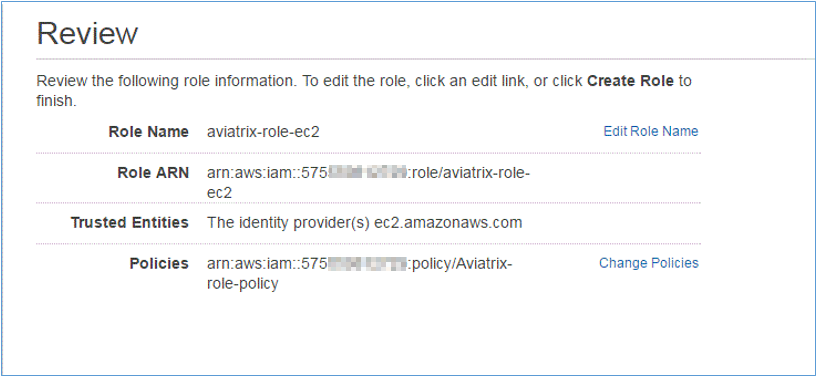 Review
Review the following role information. To edit the role, click an edit link, or click Create Role to
finish.
Role Name aviatrix-role-ec2 Edit Role Name
Role ARN arn:aws:iam::575 :role/aviatrix-role-
ec2
Trusted Entities The identity provider(s) ec2.amazonaws.com
Policies arn:aws:iam::575 :policy/Aviatrix- Change Policies
role-policy